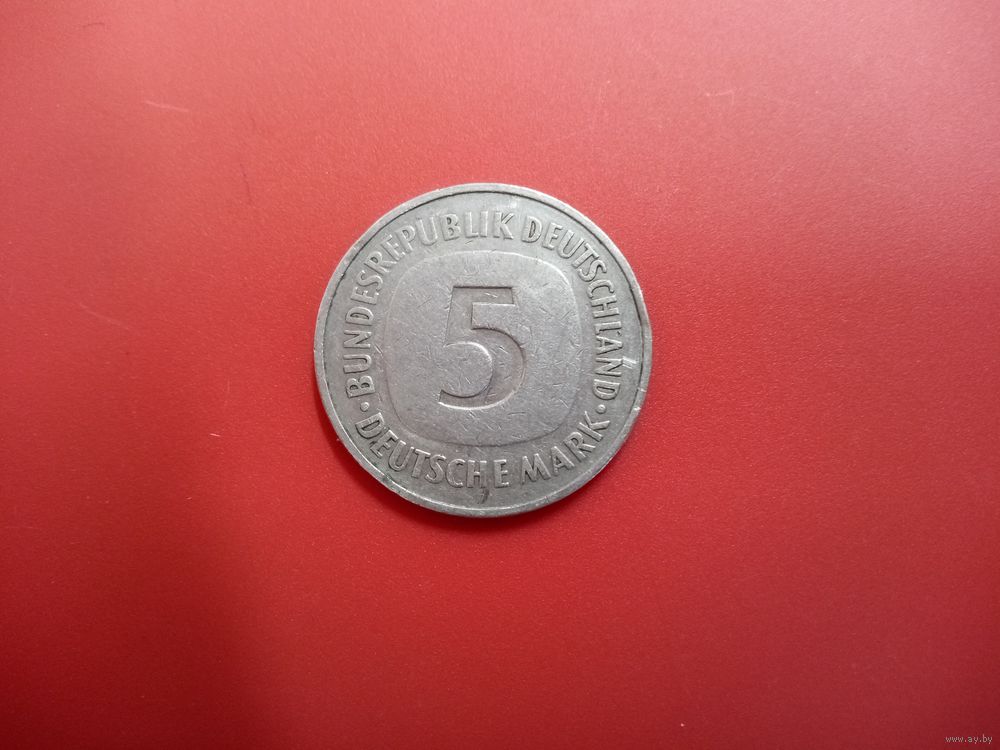 BUNDESREPUBLIK DEUTSCHLAND
5
DEUTSCHE MARK
www.ay.by